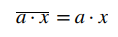 \overline{a \cdot x} = a \cdot x